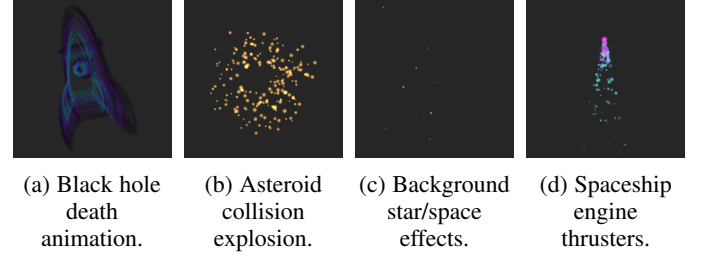 (a) Black hole
death
animation.
(b) Asteroid
collision
explosion.
(c) Background
star/space
effects.
(d) Spaceship
engine
thrusters.